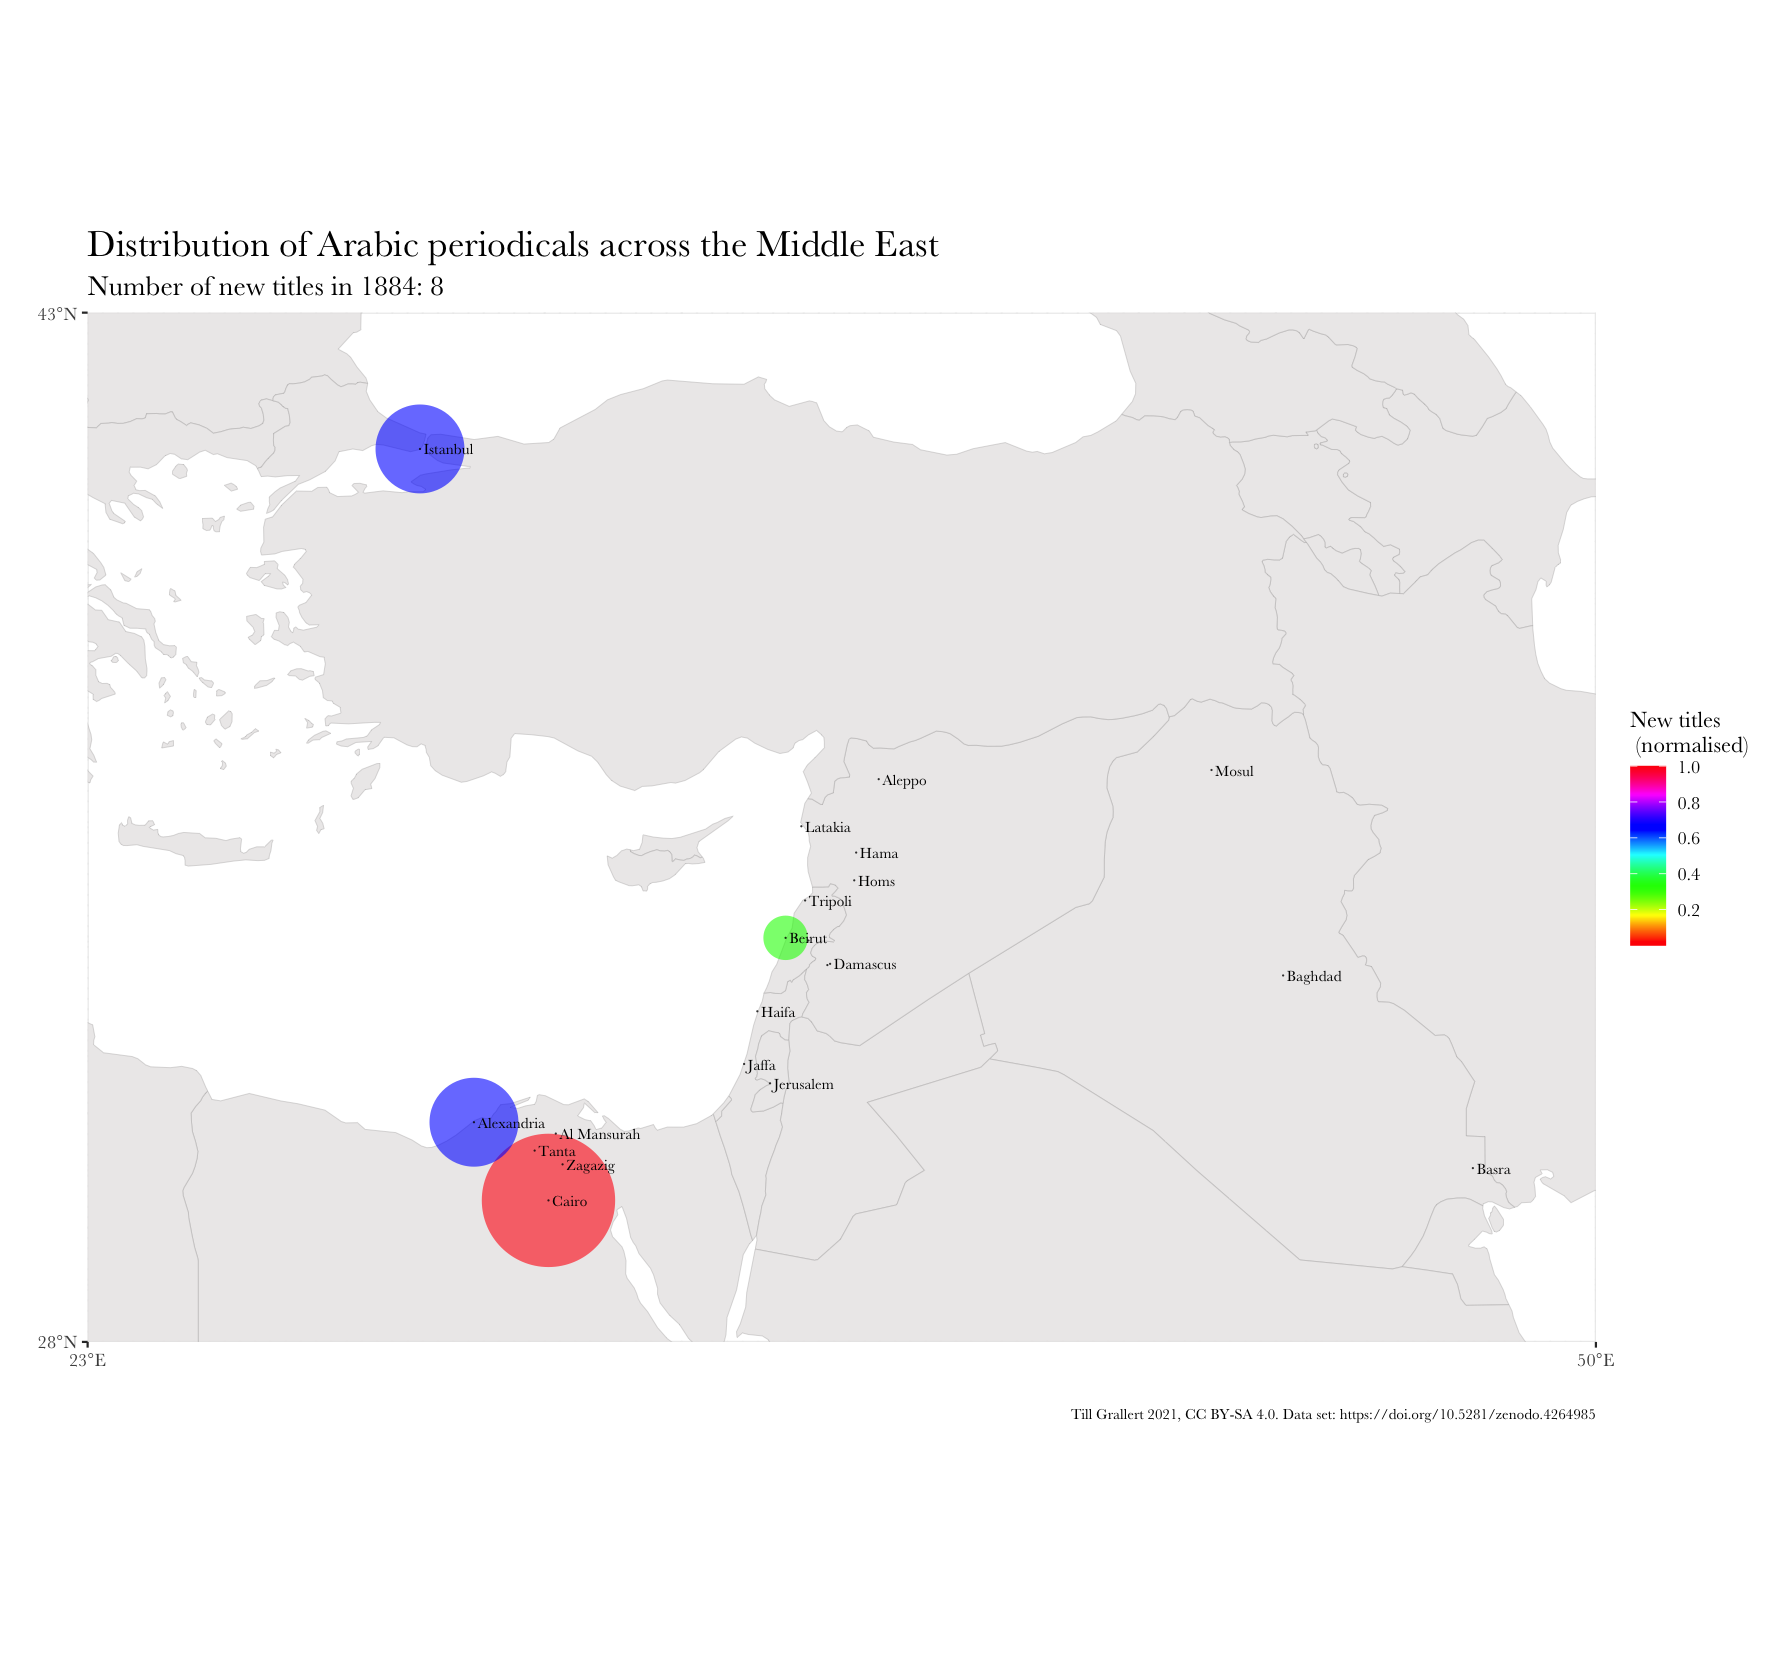 Distribution of Arabic periodicals across the Middle East
Number of new titles in 1884: 8
43°N
Istanbul
New titles
(normalised)
1.0
0.8
0.6
0.4
0.2
Mosul
Aleppo
Latakia
Hama
Homs
Tripoli
Beirut
Damascus
Baghdad
Haifa
Jaffa
Jerusalem
Alexandria
Al Mansurah
Tanta
Zagazig
Basra
Cairo
28°N
23°E
50°E
Till Grallert 2021, CC BY-SA 4.0. Data set: https://doi.org/10.5281/zenodo.4264985